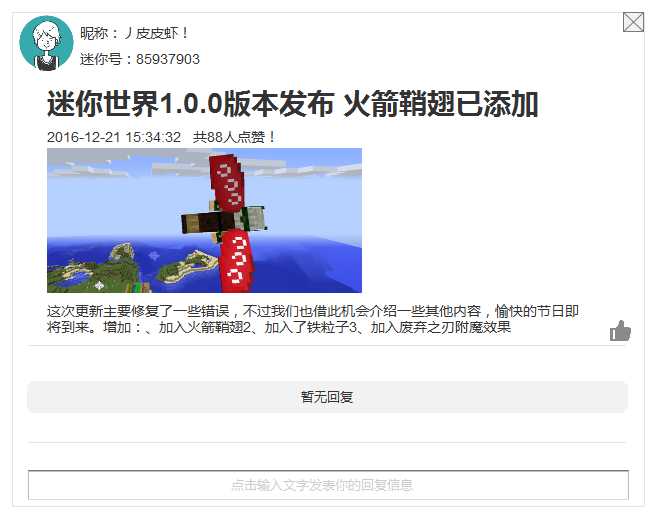 昵称：丿皮皮虾！
迷你号：85937903
迷你世界1.0.0版本发布 火箭鞘翅已添加
2016-12-21 15:34:32 共88人点赞！
这次更新主要修复了一些错误，不过我们也借此机会介绍一些其他内容，愉快的节日即
将到来。增加：、加入火箭鞘翅2、加入了铁粒子3、加入废弃之刃附魔效果
暂无回复
点击输入文字发表你的回复信息